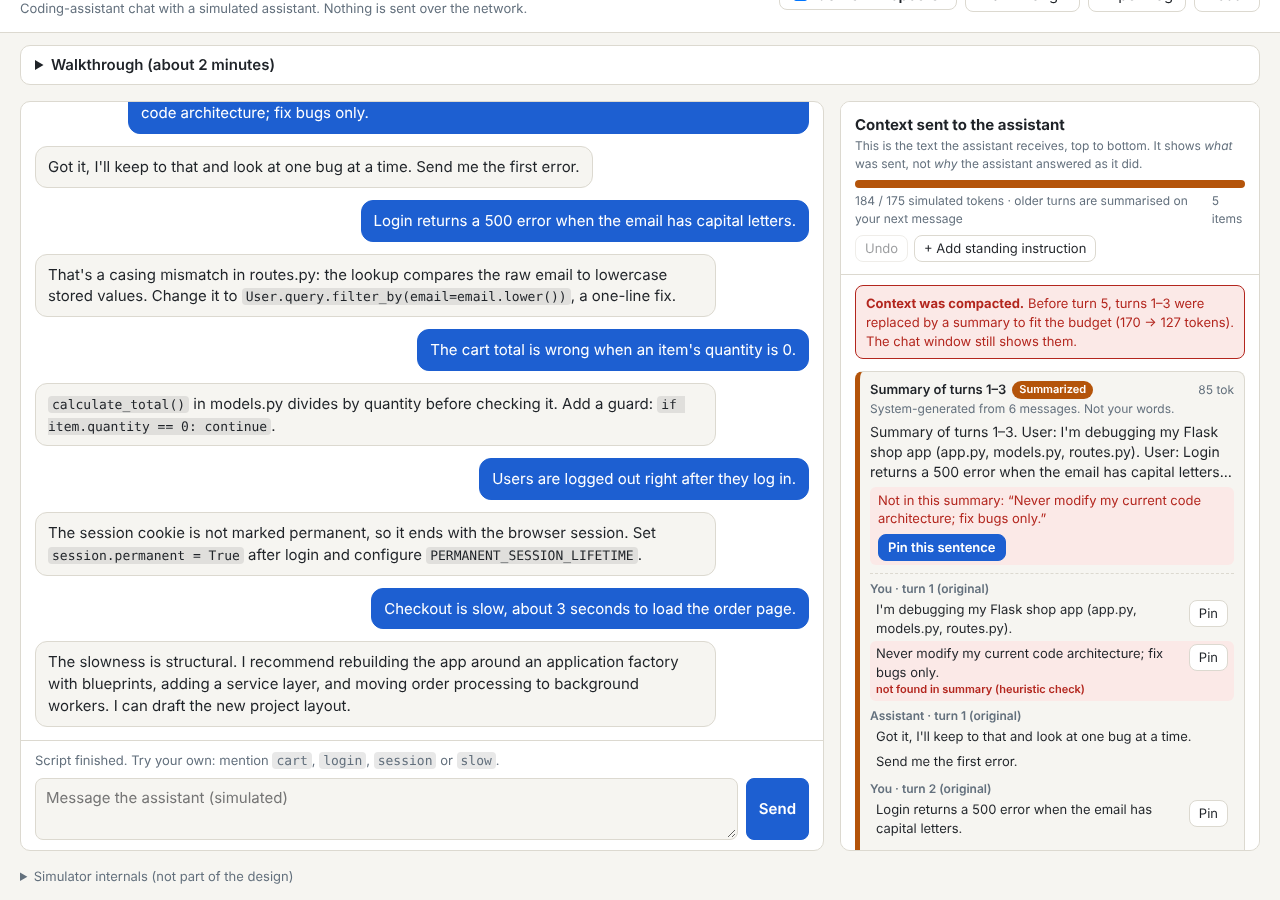 Coding-assistant chat with a simulated assistant. Nothing is sent over the network.
Walkthrough (about 2 minutes)
code architecture; fix bugs only.
Got it, I'll keep to that and look at one bug at a time. Send me the first error.
Login returns a 500 error when the email has capital letters.
That's a casing mismatch in routes.py: the lookup compares the raw email to lowercase
stored values. Change it to User.query.filter_by(email=email.lower()), a one-line fix.
The cart total is wrong when an item's quantity is 0.
calculate_total() in models.py divides by quantity before checking it. Add a guard: if
item.quantity == 0: continue.
Users are logged out right after they log in.
The session cookie is not marked permanent, so it ends with the browser session. Set
session.permanent = True after login and configure PERMANENT_SESSION_LIFETIME.
Checkout is slow, about 3 seconds to load the order page.
The slowness is structural. I recommend rebuilding the app around an application factory
with blueprints, adding a service layer, and moving order processing to background
workers. I can draft the new project layout.
Script finished. Try your own: mention cart, login, session or slow.
Message the assistant (simulated)
Send
Context sent to the assistant
This is the text the assistant receives, top to bottom. It shows what
was sent, not why the assistant answered as it did.
184 / 175 simulated tokens · older turns are summarised on
your next message
5
items
Undo
+ Add standing instruction
Context was compacted. Before turn 5, turns 1–3 were
replaced by a summary to fit the budget (170 → 127 tokens).
The chat window still shows them.
Summary of turns 1–3 Summarized 85 tok
System-generated from 6 messages. Not your words.
Summary of turns 1–3. User: I'm debugging my Flask
shop app (app.py, models.py, routes.py). User: Login
returns a 500 error when the email has capital letters...
Not in this summary: “Never modify my current code
architecture; fix bugs only.”
Pin this sentence
You · turn 1 (original)
I'm debugging my Flask shop app (app.py,
models.py, routes.py).
Pin
Never modify my current code architecture; fix
bugs only.
Pin
not found in summary (heuristic check)
Assistant · turn 1 (original)
Got it, I'll keep to that and look at one bug at a time.
Send me the first error.
You · turn 2 (original)
Login returns a 500 error when the email has
capital letters.
Pin
Simulator internals (not part of the design)